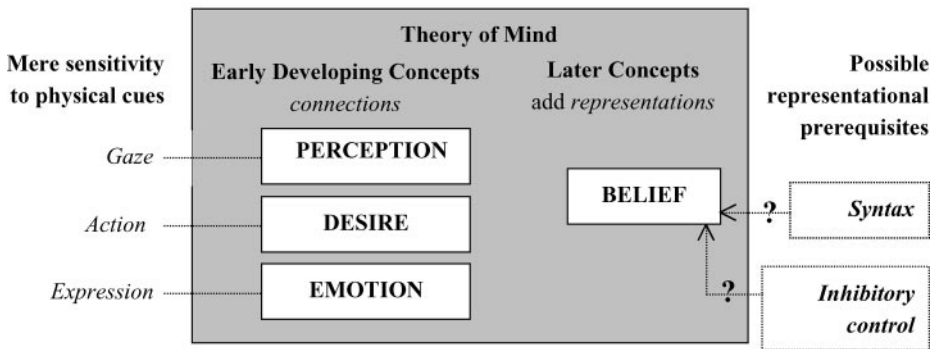 Theory of Mind
Mere sensitivity
to physical cues
Early Developing Concepts
connections
Later Concepts
add representations
Possible
representational
prerequisites
Gaze
PERCEPTION
Action
DESIRE
Expression
EMOTION
BELIEF
?
Syntax
?
Inhibitory
control